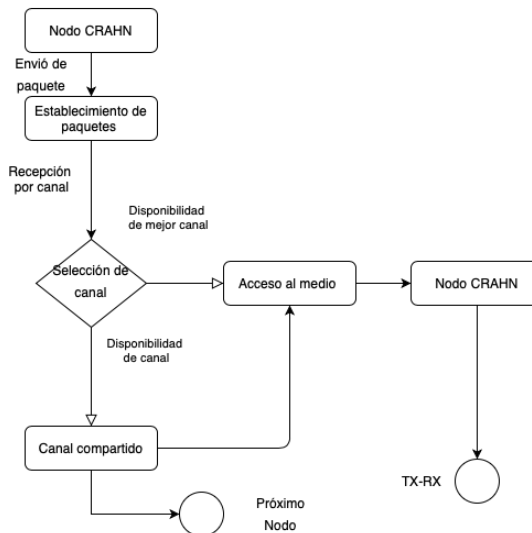 Nodo CRAHN
Envió de
paquete
Establecimiento de
paquetes
Recepción
por canal
Disponibilidad
de mejor canal
Selección de
canal
Acceso al medio
Nodo CRAHN
Disponibilidad
de canal
Canal compartido
TX-RX
Próximo
Nodo